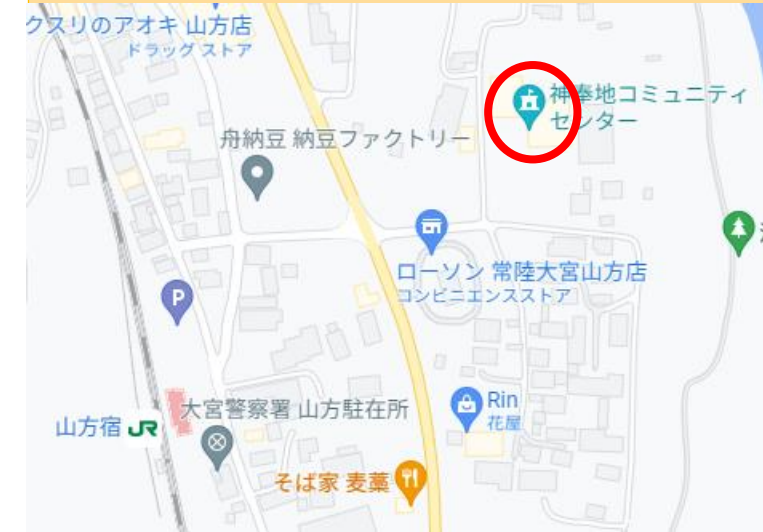 クスリのアオキ 山方店
ドラッグ ストア
神奉地コミュニティ
センター
舟納豆 納豆ファクトリー
ローソン 常陸大宮山方店
コンビニエンスストア
P
Rin
花屋
大宮警察署 山方駐在所
山方宿 JR
そば家 麦藁